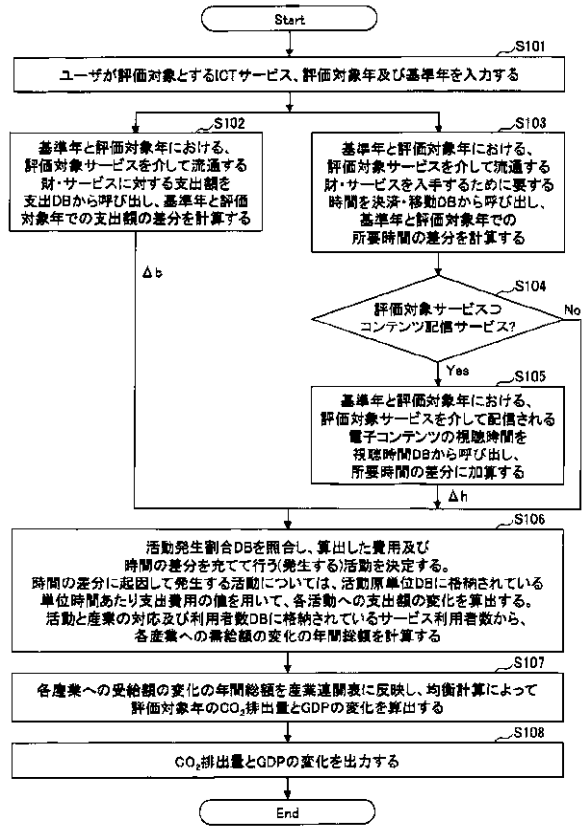 Start
S101
ユーザが評価対象とするICTサービス、評価対象年及び基準年を入力する
S102
基準年と評価対象年における、
評価対象サービスを介して流通する
財・サービスに対する支出額を
支出DBから呼び出し、基準年と評価
対象年での支出額の差分を計算する
Δb
S103
基準年と評価対象年における、
評価対象サービスを介して流通する
財・サービスを入手するために要する
時間を決済・移動DBから呼び出し、
基準年と評価対象年での
所要時間の差分を計算する
S104
評価対象サービス⊃
コンテンツ配信サービス?
No
Yes
S105
基準年と評価対象年における、
評価対象サービスを介して配信される
電子コンテンツの視聴時間を
視聴時間DBから呼び出し、
所要時間の差分に加算する
Δh
S106
活動発生割合DBを照合し、算出した費用及び
時間の差分を充てて行う(発生する)活動を決定する。
時間の差分に起因して発生する活動については、活動原単位DBに格納されている
単位時間あたり支出費用の値を用いて、各活動への支出額の変化を算出する。
活動と産業の対応及び利用者数DBに格納されているサービス利用者数から、
各産業への需給額の変化の年間総額を計算する
S107
各産業への受給額の変化の年間総額を産業連関表に反映し、均衡計算によって
評価対象年のCO₂排出量とGDPの変化を算出する
S108
CO₂排出量とGDPの変化を出力する
End